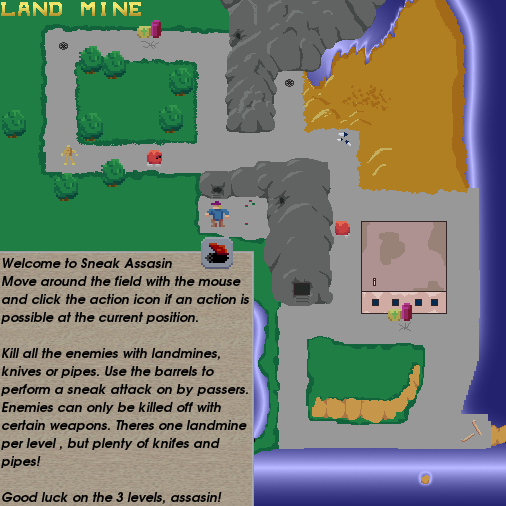 LAND MINE
Welcome to Sneak Assasin
Move around the field with the mouse
and click the action icon if an action is
possible at the current position.
Kill all the enemies with landmines,
knives or pipes. Use the barrels to
perform a sneak attack on by passers.
Enemies can only be killed off with
certain weapons. Theres one landmine
per level , but plenty of knifes and
pipes!
Good luck on the 3 levels, assasin!